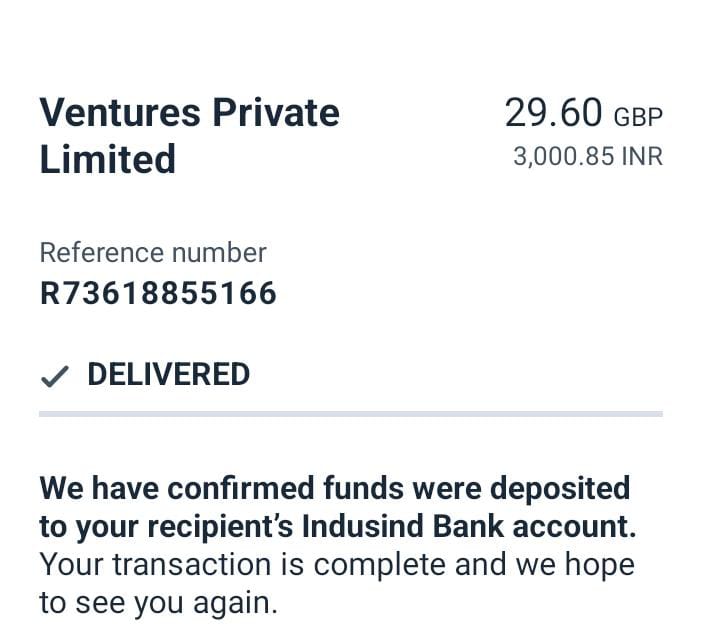 Ventures Private
Limited
29.60 GBP
3,000.85 INR
Reference number
R73618855166
✓ DELIVERED
We have confirmed funds were deposited
to your recipient's Indusind Bank account.
Your transaction is complete and we hope
to see you again.